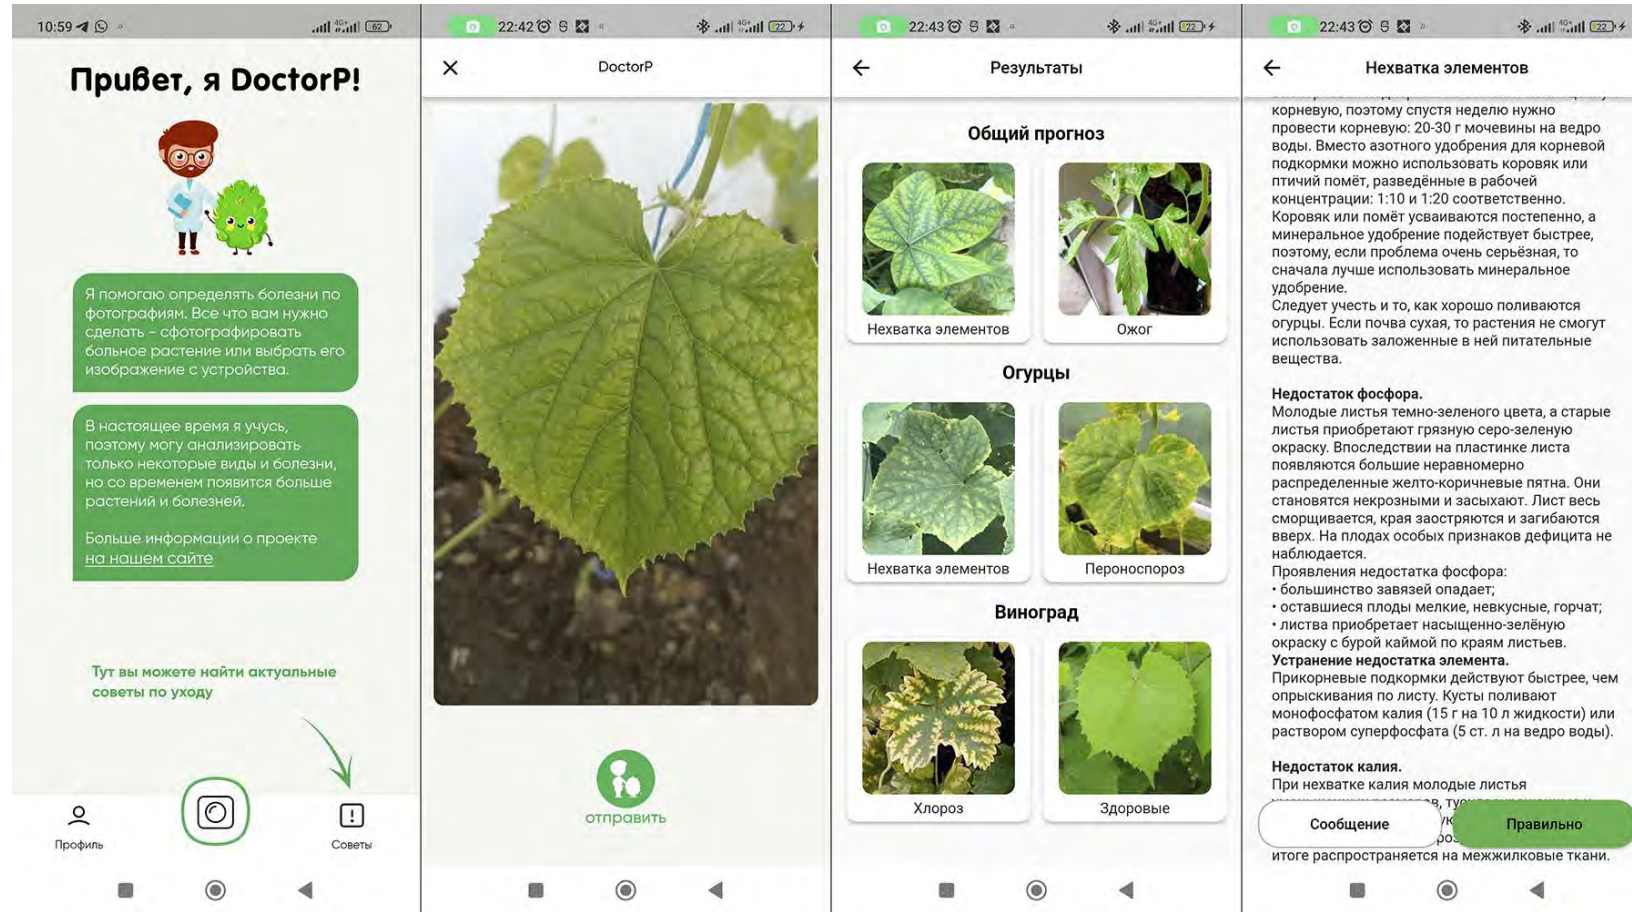 10:59
4G+
62
Привет, я DoctorP!
Я помогаю определять болезни по
фотографиям. Все что вам нужно
сделать - сфотографировать
больное растение или выбрать его
изображение с устройства.
В настоящее время я учусь,
поэтому могу анализировать
только некоторые виды и болезни,
но со временем появится больше
растений и болезней.
Больше информации о проекте
на нашем сайте
Тут вы можете найти актуальные
советы по уходу
Профиль
Советы
22:42
4G+
22
DoctorP
отправить
22:43
4G+
22
Результаты
Общий прогноз
Нехватка элементов
Ожог
Огурцы
Нехватка элементов
Пероноспороз
Виноград
Хлороз
Здоровые
22:43
4G+
22
Нехватка элементов
корневую, поэтому спустя неделю нужно
провести корневую: 20-30 г мочевины на ведро
воды. Вместо азотного удобрения для корневой
подкормки можно использовать коровяк или
птичий помёт, разведённые в рабочей
концентрации: 1:10 и 1:20 соответственно.
Коровяк или помёт усваиваются постепенно, а
минеральное удобрение подействует быстрее,
поэтому, если проблема очень серьёзная, то
сначала лучше использовать минеральное
удобрение.
Следует учесть и то, как хорошо поливаются
огурцы. Если почва сухая, то растения не смогут
использовать заложенные в ней питательные
вещества.
Недостаток фосфора.
Молодые листья темно-зеленого цвета, а старые
листья приобретают грязную серо-зеленую
окраску. Впоследствии на пластинке листа
появляются большие неравномерно
распределенные желто-коричневые пятна. Они
становятся некрозными и засыхают. Лист весь
сморщивается, края заостряются и загибаются
вверх. На плодах особых признаков дефицита не
наблюдается.
Проявления недостатка фосфора:
• большинство завязей опадает;
• оставшиеся плоды мелкие, невкусные, горчат;
• листва приобретает насыщенно-зелёную
окраску с бурой каймой по краям листьев.
Устранение недостатка элемента.
Прикорневые подкормки действуют быстрее, чем
опрыскивания по листу. Кусты поливают
монофосфатом калия (15 г на 10 л жидкости) или
раствором суперфосфата (5 ст. л на ведро воды).
Недостаток калия.
При нехватке калия молодые листья
Сообщение
Правильно
итоге распространяется на межжилковые ткани.